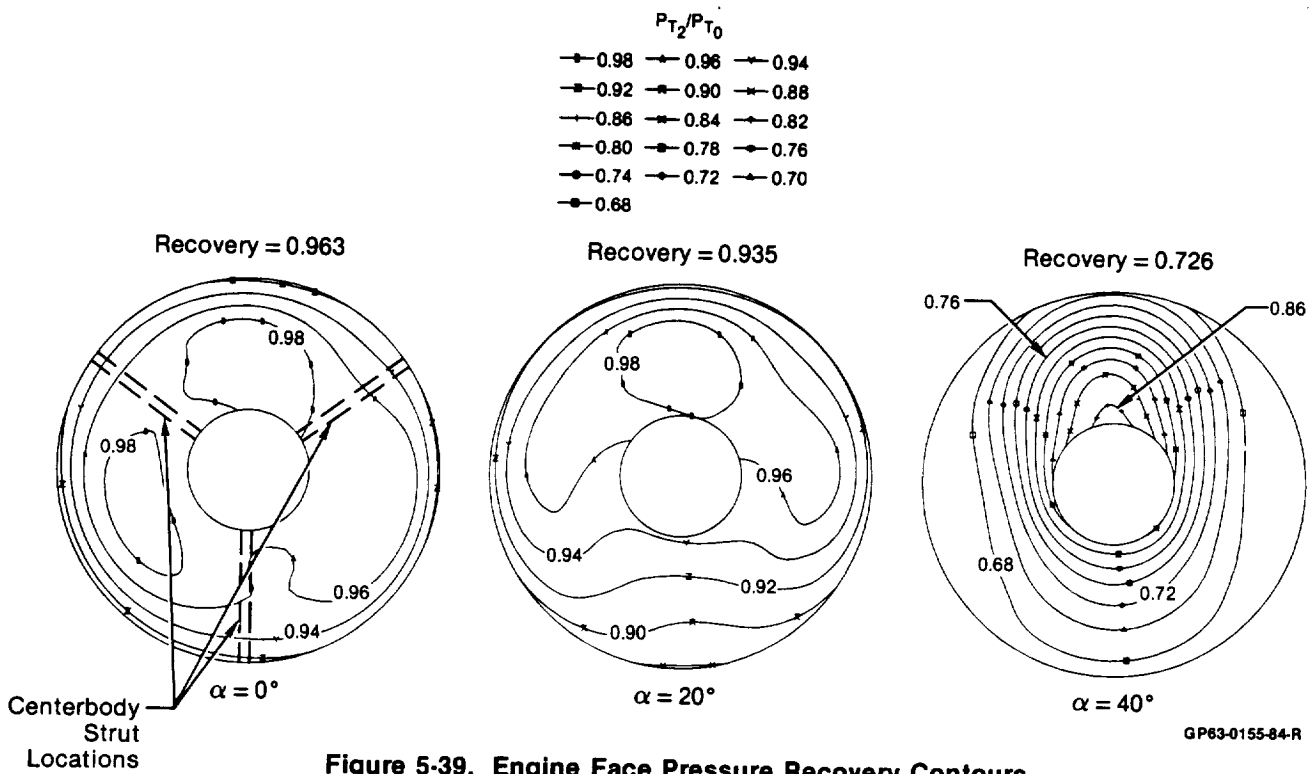 P_T2/P_T0
0.98 0.96 0.94
0.92 0.90 0.88
0.86 0.84 0.82
0.80 0.78 0.76
0.74 0.72 0.70
0.68
Recovery = 0.963
Recovery = 0.935
Recovery = 0.726
0.98
0.98
0.96
0.94
0.98
0.96
0.94
0.92
0.90
0.76
0.86
0.68
0.72
α = 0°
α = 20°
α = 40°
Centerbody
Strut
Locations
GP63-0155-84-R
Figure 5-39. Engine Face Pressure Recovery Contours